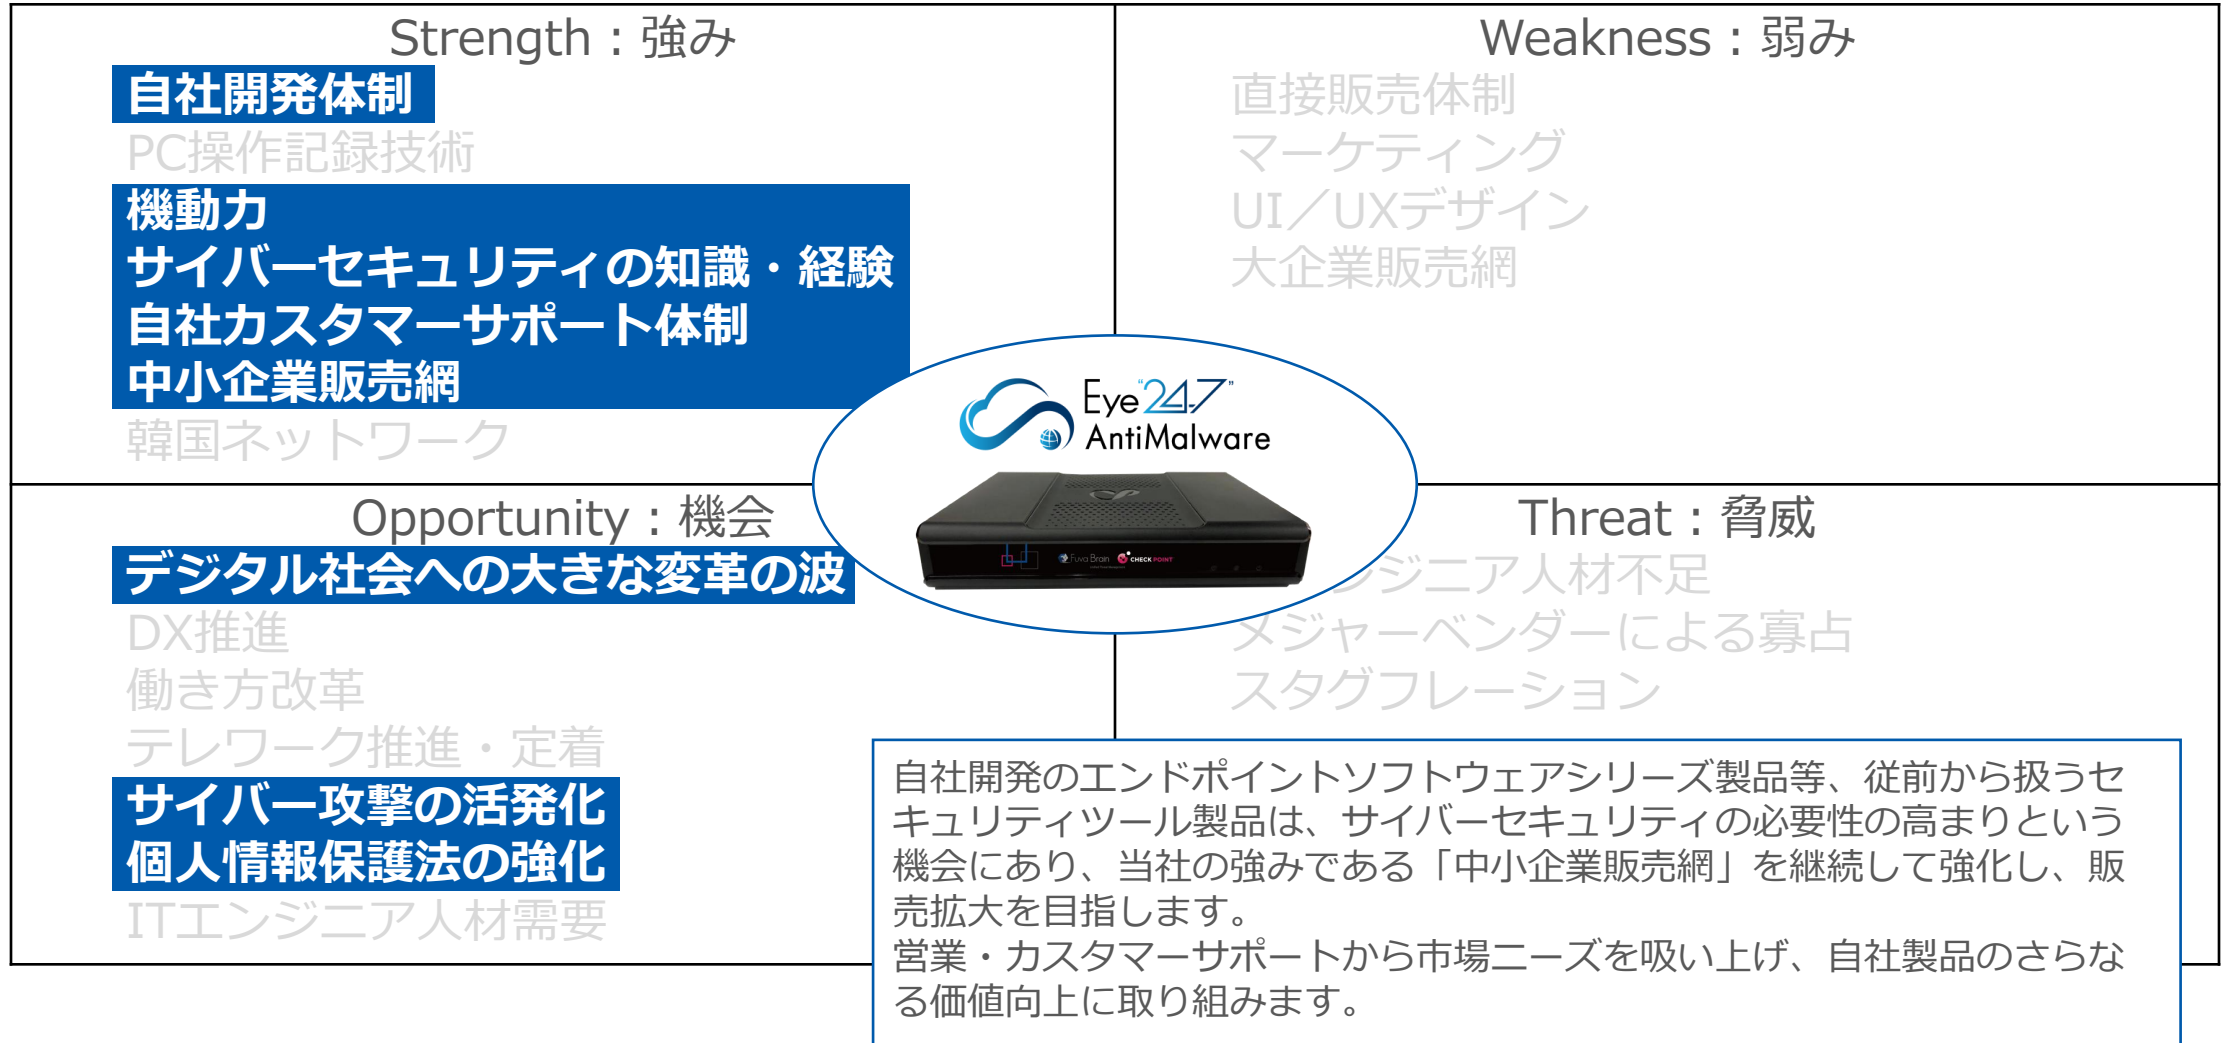 Strength：強み
自社開発体制
PC操作記録技術
機動力
サイバーセキュリティの知識・経験
自社カスタマーサポート体制
中小企業販売網
韓国ネットワーク
Weakness：弱み
直接販売体制
マーケティング
UI／UXデザイン
大企業販売網
Eye “24.7”
AntiMalware
Fuva Brain
CHECK POINT
Opportunity：機会
デジタル社会への大きな変革の波
DX推進
働き方改革
テレワーク推進・定着
サイバー攻撃の活発化
個人情報保護法の強化
ITエンジニア人材需要
Threat：脅威
ンジニア人材不足
メジャーベンダーによる寡占
スタグフレーション
自社開発のエンドポイントソフトウェアシリーズ製品等、従前から扱うセ
キュリティツール製品は、サイバーセキュリティの必要性の高まりという
機会にあり、当社の強みである「中小企業販売網」を継続して強化し、販
売拡大を目指します。
営業・カスタマーサポートから市場ニーズを吸い上げ、自社製品のさらな
る価値向上に取り組みます。